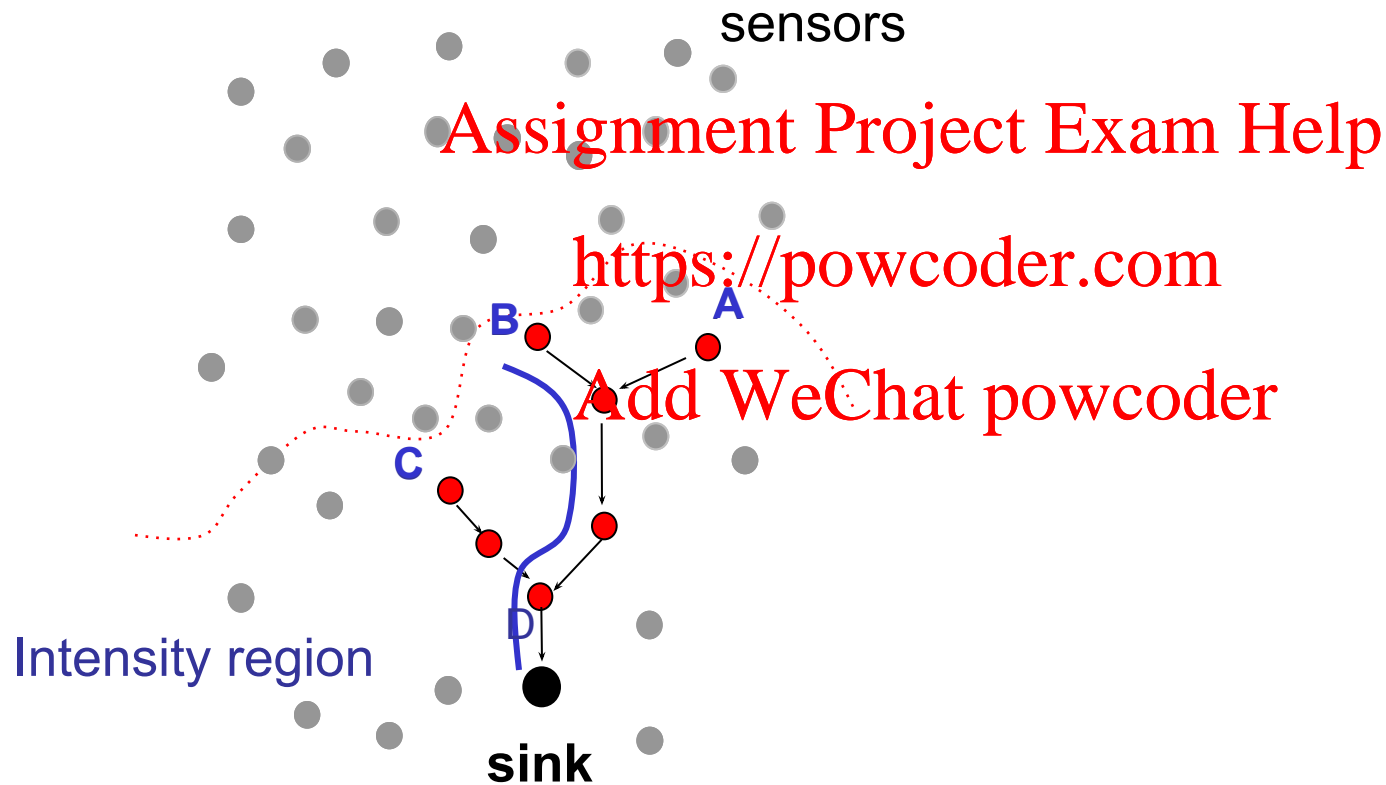 sensors
Assignment Project Exam Help
https://powcoder.com
A
B
Add WeChat powcoder
C
D
Intensity region
sink